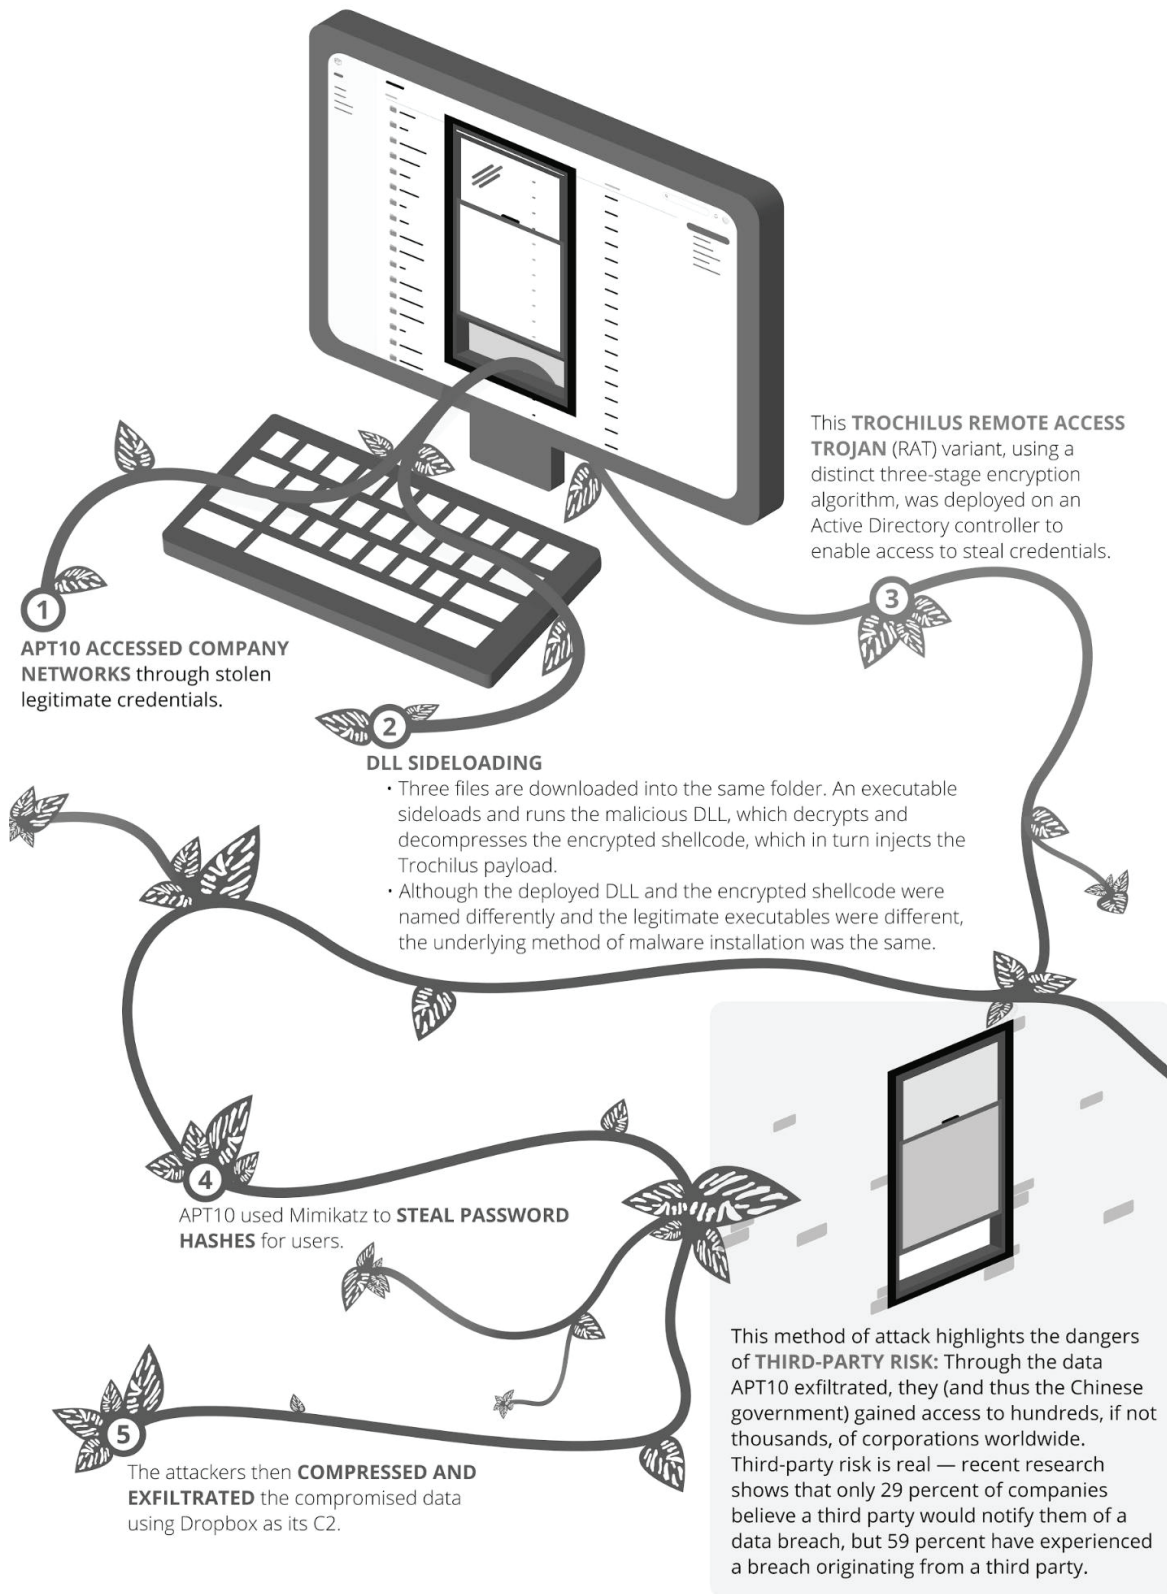 1
APT10 ACCESSED COMPANY
NETWORKS through stolen
legitimate credentials.
2
DLL SIDELOADING
• Three files are downloaded into the same folder. An executable
sideloads and runs the malicious DLL, which decrypts and
decompresses the encrypted shellcode, which in turn injects the
Trochilus payload.
• Although the deployed DLL and the encrypted shellcode were
named differently and the legitimate executables were different,
the underlying method of malware installation was the same.
This TROCHILUS REMOTE ACCESS
TROJAN (RAT) variant, using a
distinct three-stage encryption
algorithm, was deployed on an
Active Directory controller to
enable access to steal credentials.
3
4
APT10 used Mimikatz to STEAL PASSWORD
HASHES for users.
5
The attackers then COMPRESSED AND
EXFILTRATED the compromised data
using Dropbox as its C2.
This method of attack highlights the dangers
of THIRD-PARTY RISK: Through the data
APT10 exfiltrated, they (and thus the Chinese
government) gained access to hundreds, if not
thousands, of corporations worldwide.
Third-party risk is real — recent research
shows that only 29 percent of companies
believe a third party would notify them of a
data breach, but 59 percent have experienced
a breach originating from a third party.